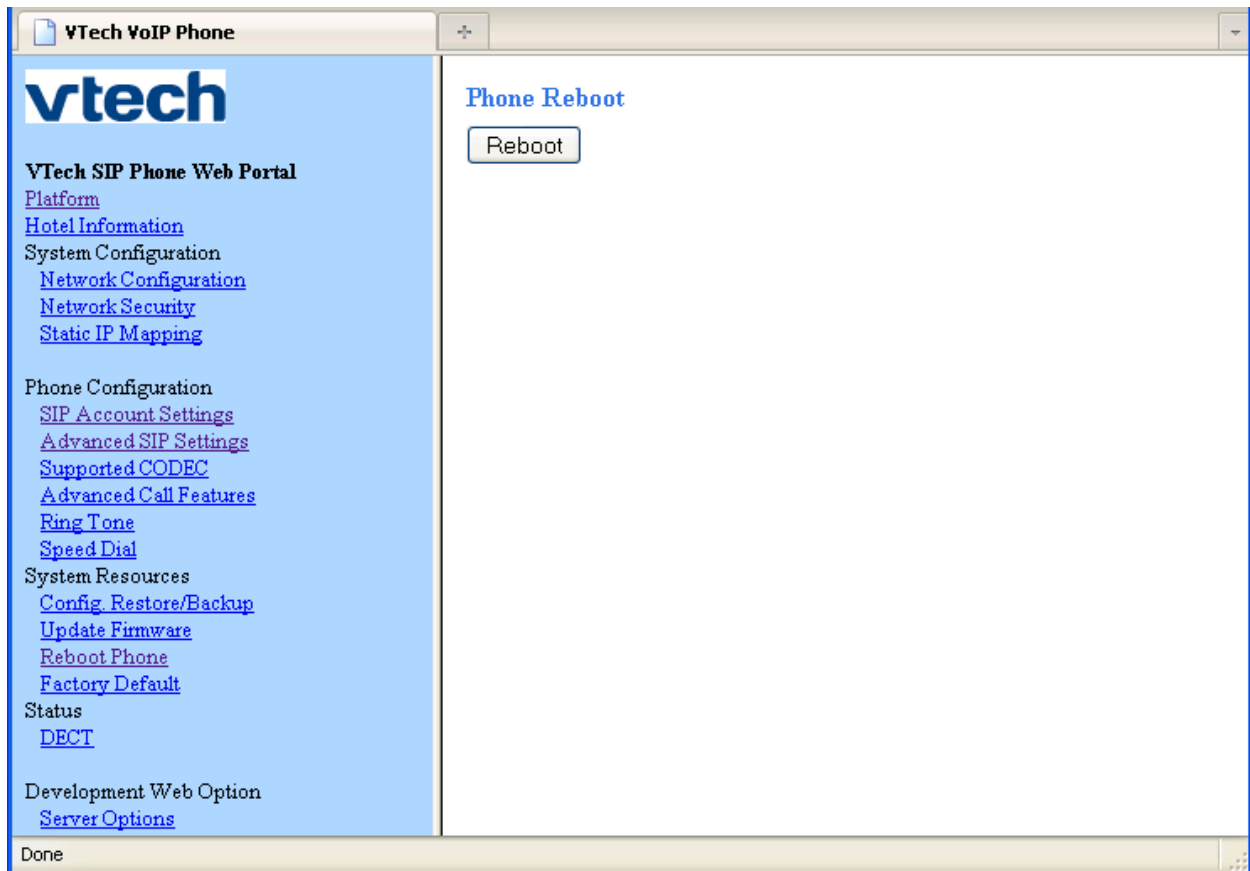 VTech VoIP Phone
vtech
VTech SIP Phone Web Portal
Platform
Hotel Information
System Configuration
Network Configuration
Network Security
Static IP Mapping
Phone Configuration
SIP Account Settings
Advanced SIP Settings
Supported CODEC
Advanced Call Features
Ring Tone
Speed Dial
System Resources
Config. Restore/Backup
Update Firmware
Reboot Phone
Factory Default
Status
DECT
Development Web Option
Server Options
Phone Reboot
Reboot
Done